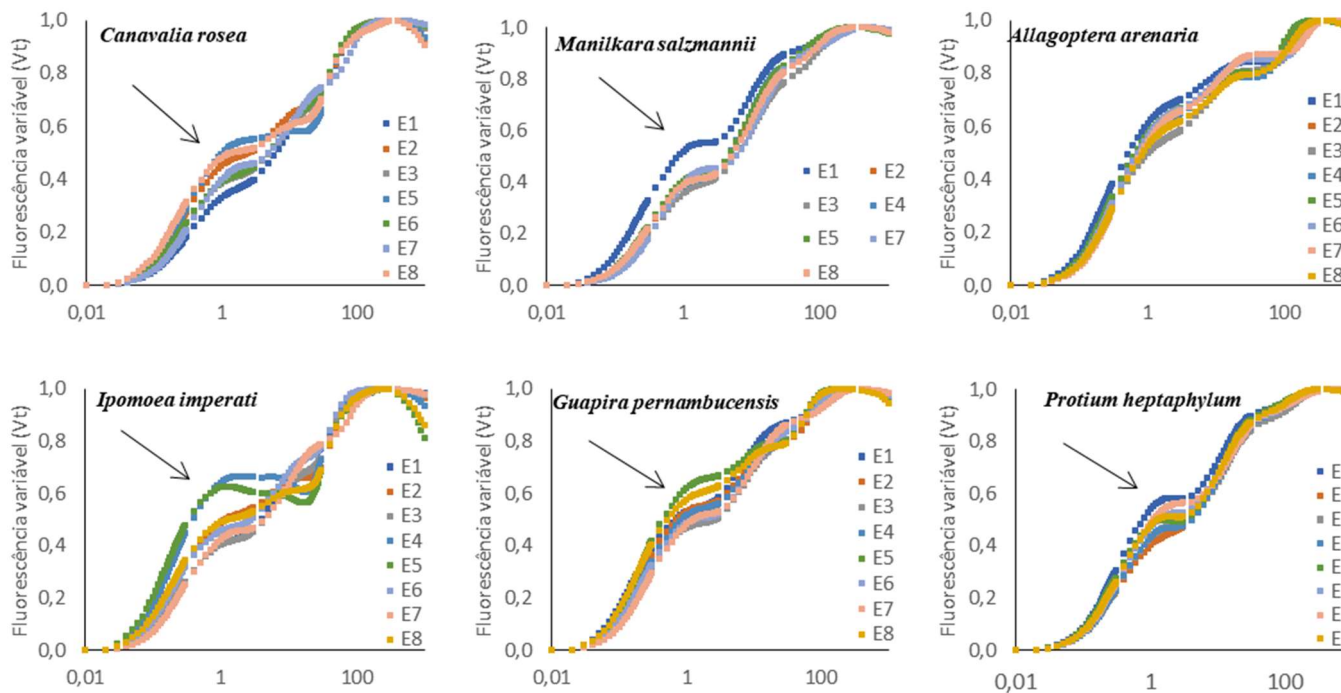 Canavalia rosea
Fluorescência variável (Vt)
1,0
0,8
0,6
0,4
0,2
0,0
0,01
1
100
E1
E2
E3
E5
E6
E7
E8
Manilkara salzmannii
Fluorescência variável (Vt)
1,0
0,8
0,6
0,4
0,2
0,0
0,01
1
100
E1 E2
E3 E4
E5 E7
E8
Allagoptera arenaria
Fluorescência variável (Vt)
1,0
0,8
0,6
0,4
0,2
0,0
0,01
1
100
E1
E2
E3
E4
E5
E6
E7
E8
Ipomoea imperati
Fluorescência variável (Vt)
1,0
0,8
0,6
0,4
0,2
0,0
0,01
1
100
E1
E2
E3
E4
E5
E6
E7
E8
Guapira pernambucensis
Fluorescência variável (Vt)
1,0
0,8
0,6
0,4
0,2
0,0
0,01
1
100
E1
E2
E3
E4
E5
E6
E7
E8
Protium heptaphylum
Fluorescência variável (Vt)
1,0
0,8
0,6
0,4
0,2
0,0
0,01
1
100
E
E
E
E
E
E
E
E